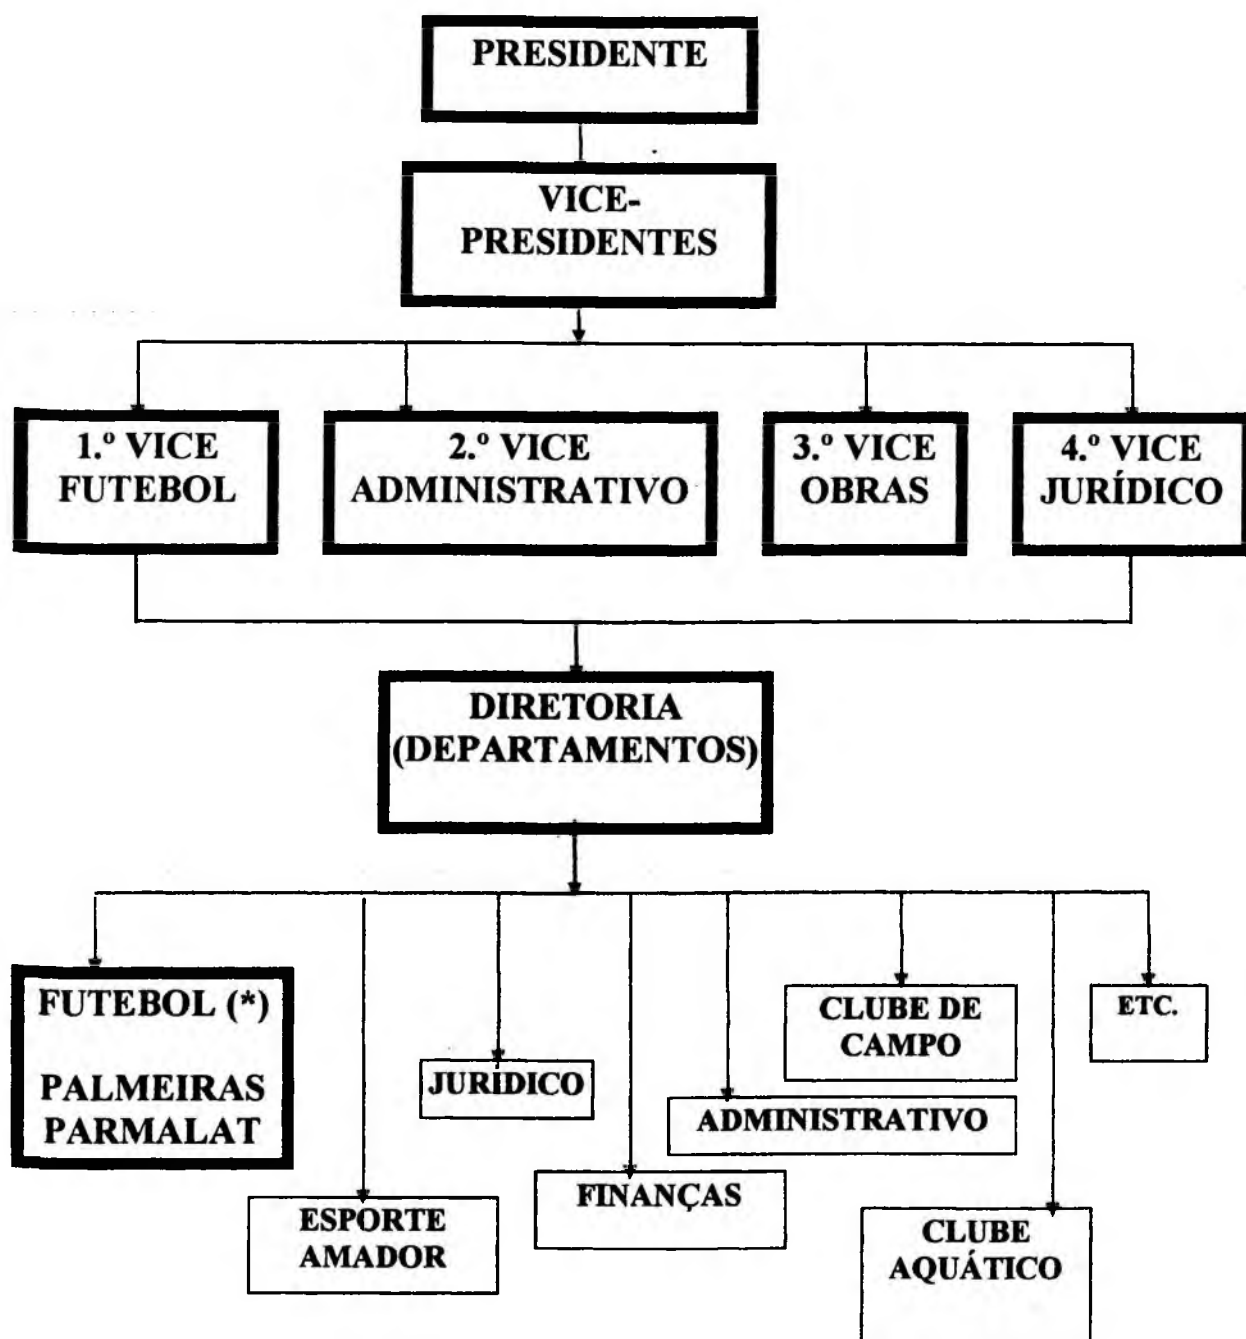 PRESIDENTE
VICE-
PRESIDENTES
1.º VICE
FUTEBOL
2.º VICE
ADMINISTRATIVO
3.º VICE
OBRAS
4.º VICE
JURÍDICO
DIRETORIA
(DEPARTAMENTOS)
FUTEBOL (*)
PALMEIRAS
PARMALAT
ESPORTE
AMADOR
JURÍDICO
FINANÇAS
ADMINISTRATIVO
CLUBE DE
CAMPO
CLUBE
AQUÁTICO
ETC.